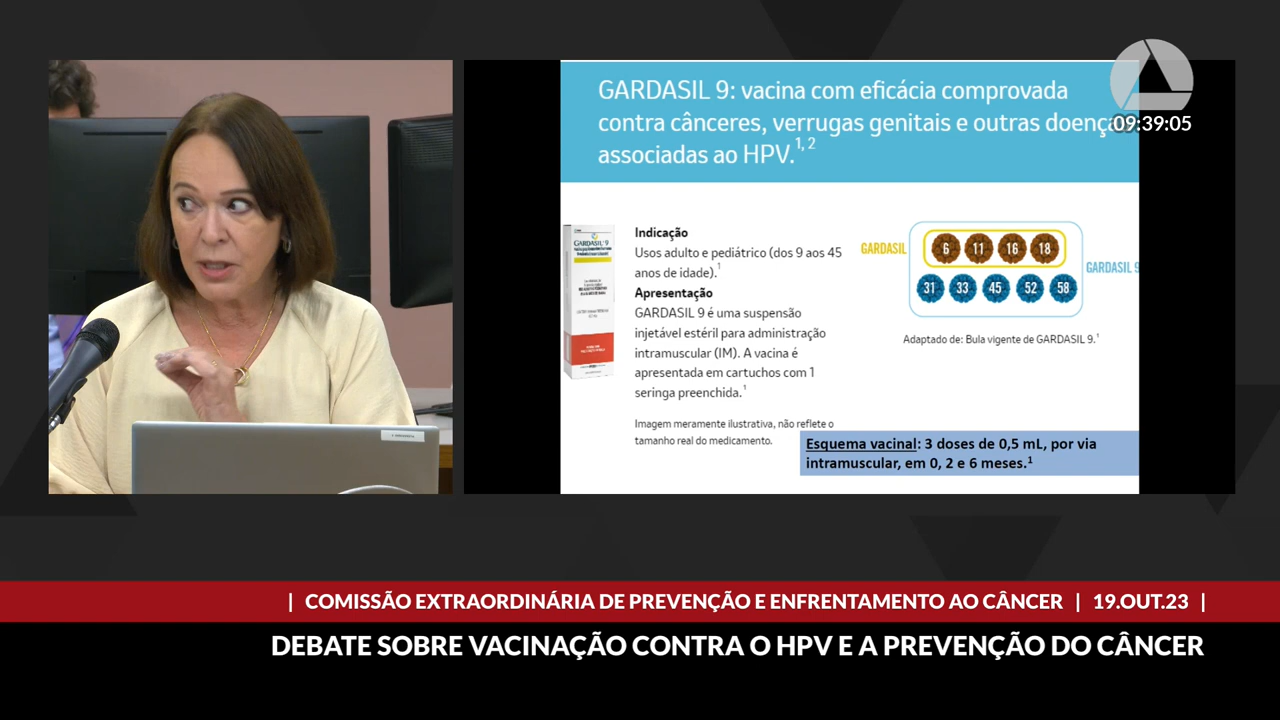 GARDASIL 9: vacina com eficácia comprovada
contra cânceres, verrugas genitais e outras doença
associadas ao HPV.1, 2
09:39:05
GARDASIL 9
Indicação
Usos adulto e pediátrico (dos 9 aos 45
anos de idade).1
Apresentação
GARDASIL 9 é uma suspensão
injetável estéril para administração
intramuscular (IM). A vacina é
apresentada em cartuchos com 1
seringa preenchida.1
Imagem meramente ilustrativa, não reflete o
tamanho real do medicamento.
GARDASIL
6 11 16 18
GARDASIL 9
31 33 45 52 58
Adaptado de: Bula vigente de GARDASIL 9.1
Esquema vacinal: 3 doses de 0,5 mL, por via
intramuscular, em 0, 2 e 6 meses.1
| COMISSÃO EXTRAORDINÁRIA DE PREVENÇÃO E ENFRENTAMENTO AO CÂNCER | 19.OUT.23 |
DEBATE SOBRE VACINAÇÃO CONTRA O HPV E A PREVENÇÃO DO CÂNCER